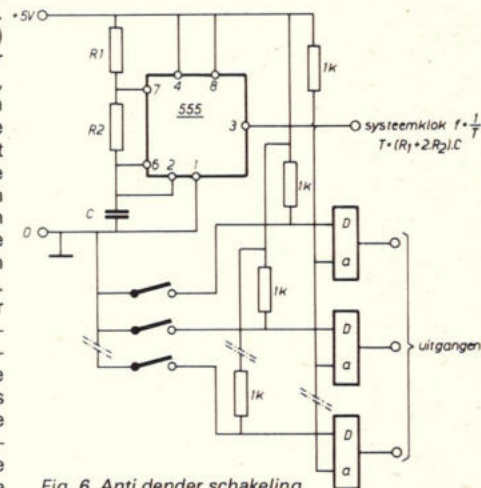 +5V
R1
R2
C
0
7
4
8
555
3
6
2
1
1k
1k
1k
1k
systeemklok f=1/T
T=(R1+2.R2).C
D
a
D
a
D
a
uitgangen
Fig. 6 Anti dender schakeling